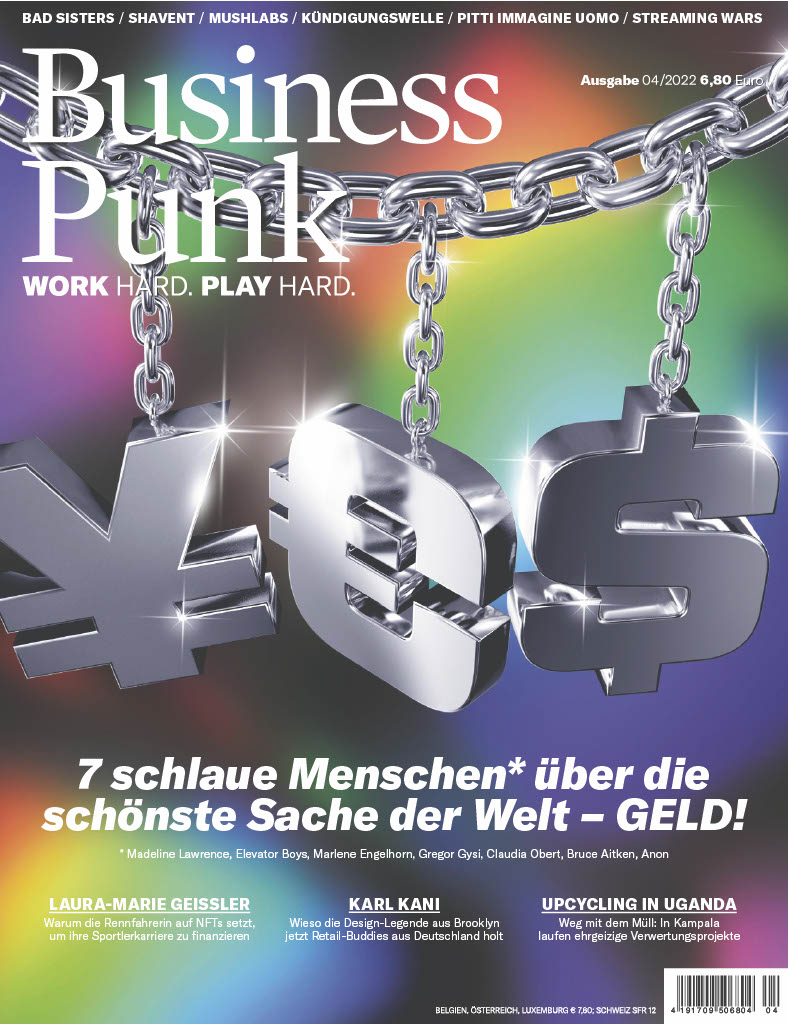 BAD SISTERS / SHAVENT / MUSHLABS / KÜNDIGUNGSWELLE / PITTI IMMAGINE UOMO / STREAMING WARS
Business
Punk
Ausgabe 04/2022 6,80 Euro
WORK HARD. PLAY HARD.
¥€$
7 schlaue Menschen* über die
schönste Sache der Welt – GELD!
* Madeline Lawrence, Elevator Boys, Marlene Engelhorn, Gregor Gysi, Claudia Obert, Bruce Aitken, Anon
LAURA-MARIE GEISSLER
Warum die Rennfahrerin auf NFTs setzt,
um ihre Sportlerkarriere zu finanzieren
KARL KANI
Wieso die Design-Legende aus Brooklyn
jetzt Retail-Buddies aus Deutschland holt
UPCYCLING IN UGANDA
Weg mit dem Müll: In Kampala
laufen ehrgeizige Verwertungsprojekte
BELGIEN, ÖSTERREICH, LUXEMBURG € 7,80; SCHWEIZ SFR 12
4 191709 506804 04